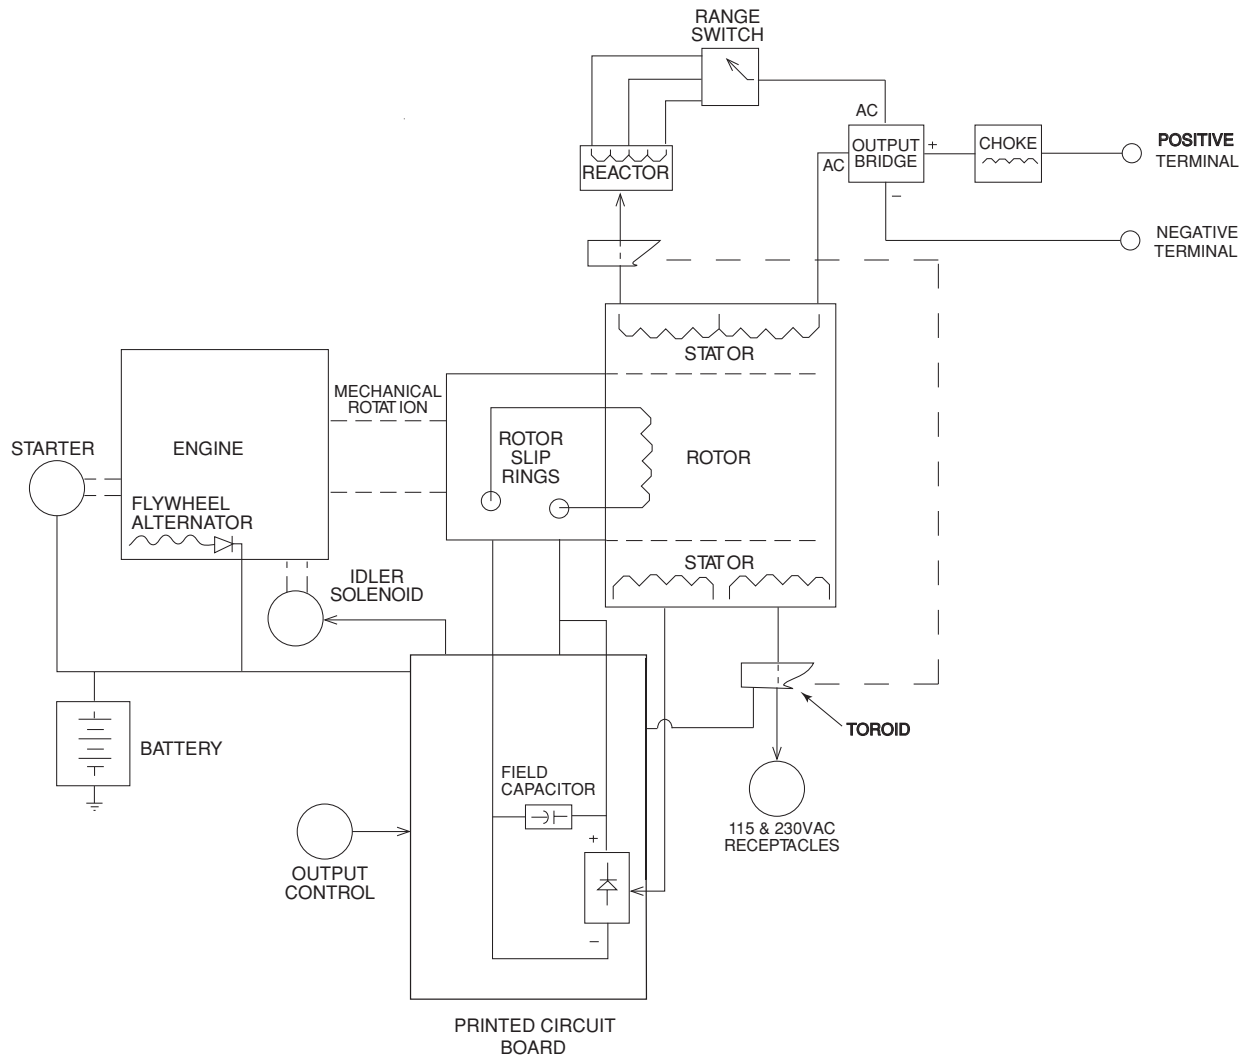 RANGE
SWITCH
AC
OUTPUT
BRIDGE
+
CHOKE
POSITIVE
TERMINAL
AC
REACTOR
−
NEGATIVE
TERMINAL
STATOR
MECHANICAL
ROTATION
STARTER
ENGINE
ROTOR
SLIP
RINGS
ROTOR
FLYWHEEL
ALTERNATOR
STATOR
IDLER
SOLENOID
TOROID
BATTERY
FIELD
CAPACITOR
115 & 230VAC
RECEPTACLES
+
OUTPUT
CONTROL
−
PRINTED CIRCUIT
BOARD